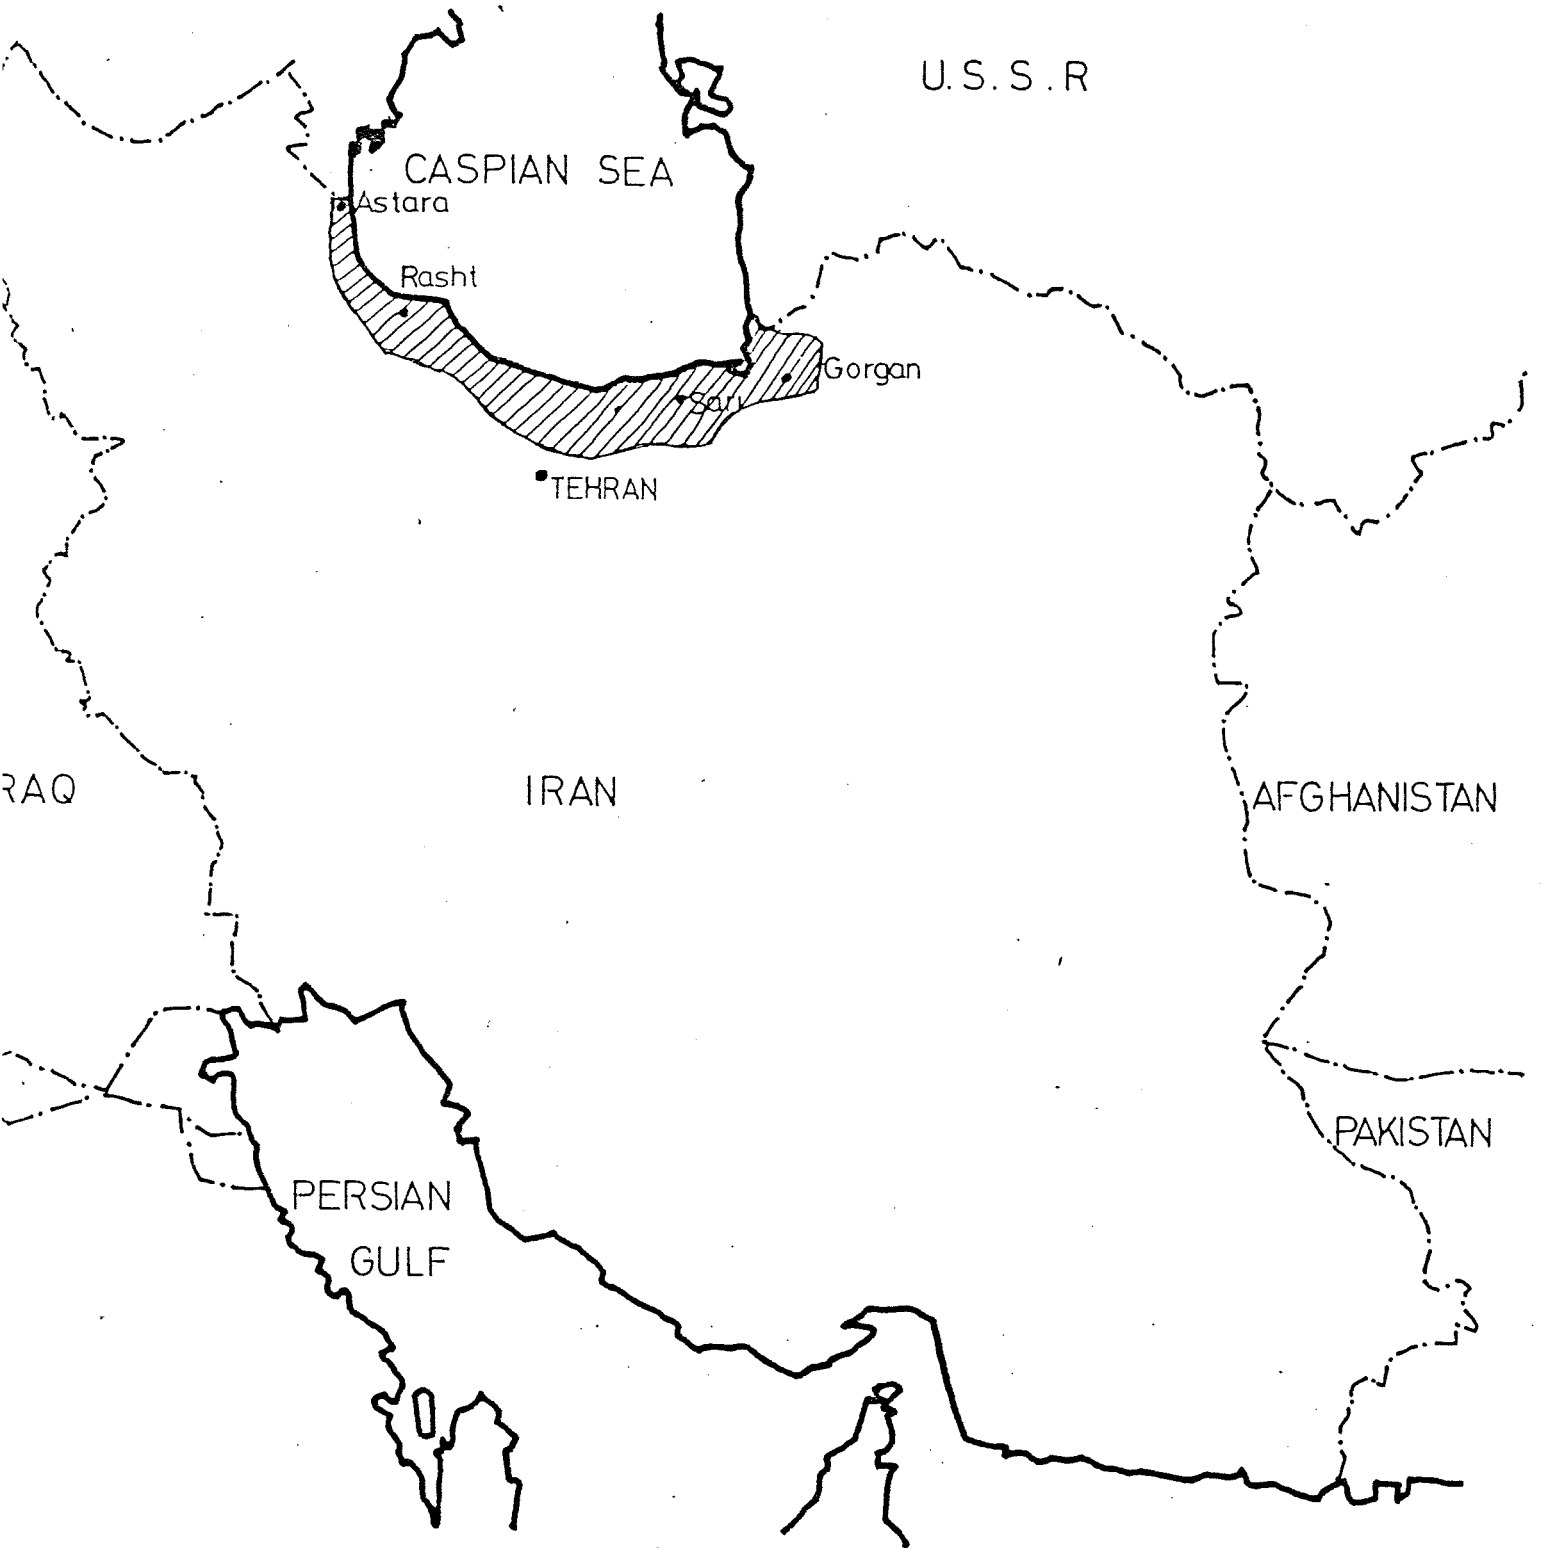 U.S.S.R
CASPIAN SEA
Astara
Rasht
Gorgan
Sari
TEHRAN
RAQ
IRAN
AFGHANISTAN
PAKISTAN
PERSIAN
GULF